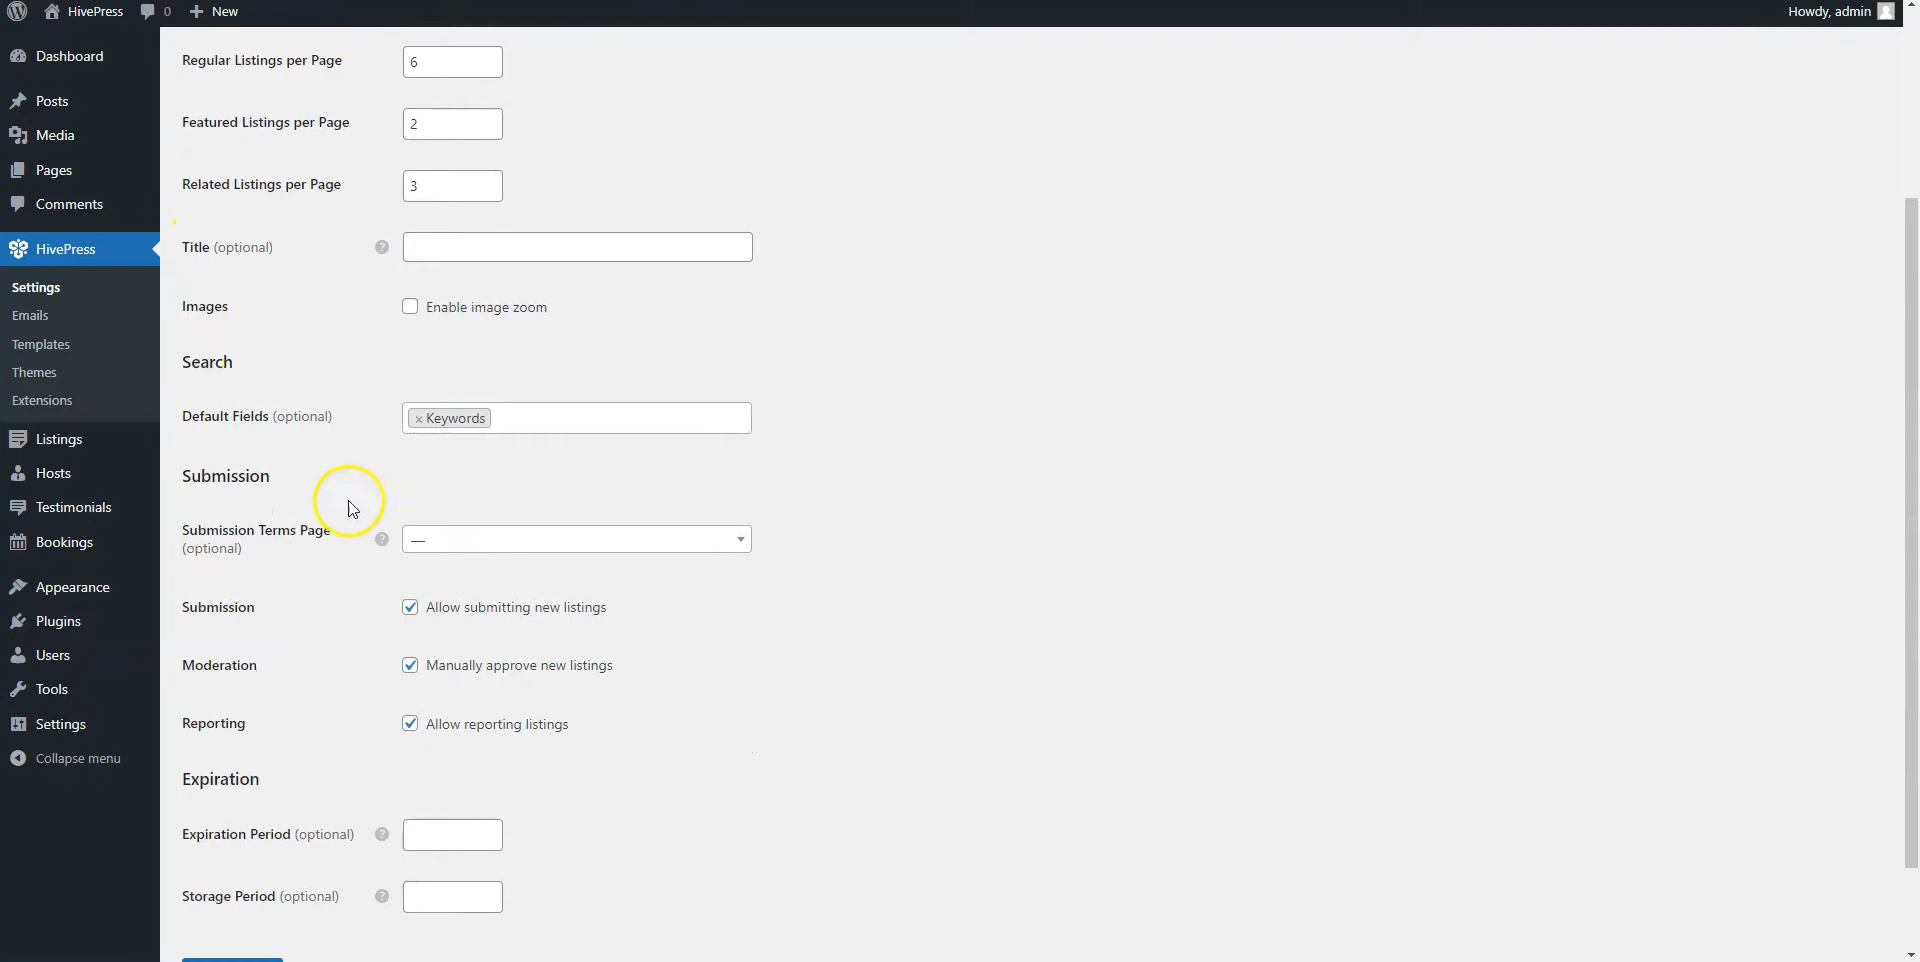 HivePress 0 New Howdy, admin
Dashboard
Posts
Media
Pages
Comments
HivePress
Settings
Emails
Templates
Themes
Extensions
Listings
Hosts
Testimonials
Bookings
Appearance
Plugins
Users
Tools
Settings
Collapse menu
Regular Listings per Page 6
Featured Listings per Page 2
Related Listings per Page 3
Title (optional) ?
Images Enable image zoom
Search
Default Fields (optional) × Keywords
Submission
Submission Terms Page
(optional) ? —
Submission Allow submitting new listings
Moderation Manually approve new listings
Reporting Allow reporting listings
Expiration
Expiration Period (optional) ?
Storage Period (optional) ?